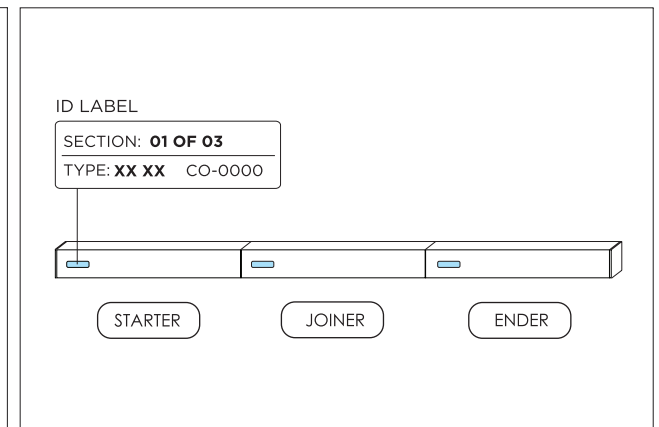 ID LABEL
SECTION: 01 OF 03
TYPE: XX XX CO-0000
STARTER
JOINER
ENDER